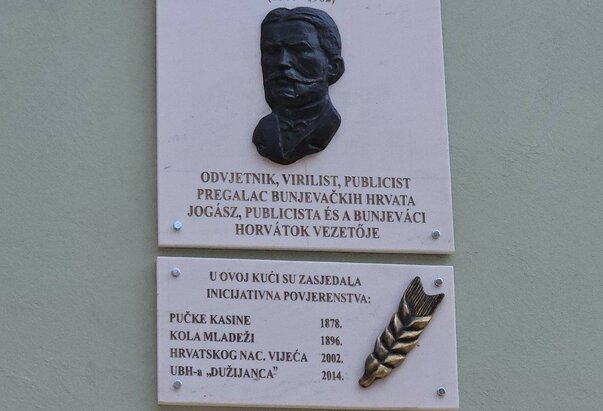 ODVJETNIK, VIRILIST, PUBLICIST
PREGALAC BUNJEVAČKIH HRVATA
JOGÁSZ, PUBLICISTA ÉS A BUNJEVÁCI
HORVÁTOK VEZETŐJE
U OVOJ KUĆI SU ZASJEDALA
INICIJATIVNA POVJERENSTVA:
PUČKE KASINE 1878.
KOLA MLADEŽI 1896.
HRVATSKOG NAC. VIJEĆA 2002.
UBH-a „DUŽIJANCA” 2014.